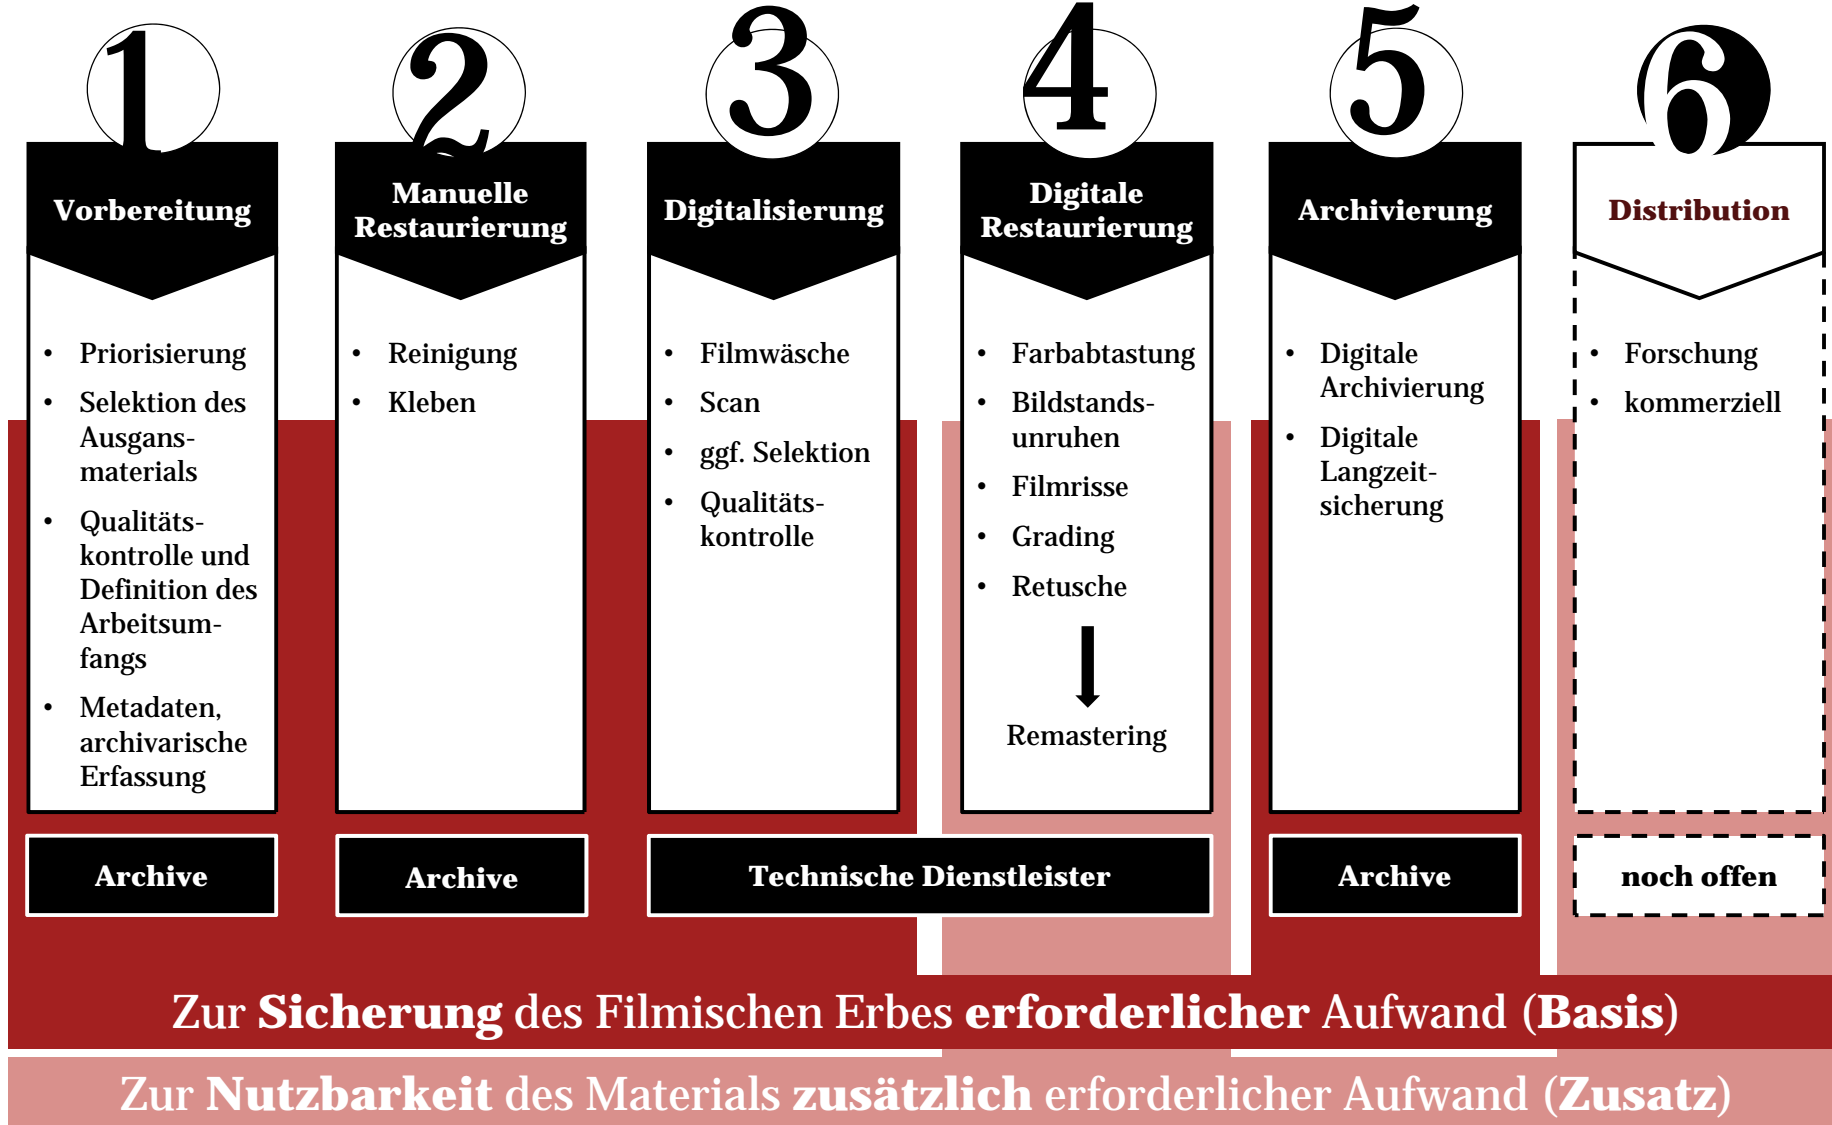 1
Vorbereitung
• Priorisierung
• Selektion des
Ausgans-
materials
• Qualitäts-
kontrolle und
Definition des
Arbeitsum-
fangs
• Metadaten,
archivarische
Erfassung
Archive
2
Manuelle
Restaurierung
• Reinigung
• Kleben
Archive
3
Digitalisierung
• Filmwäsche
• Scan
• ggf. Selektion
• Qualitäts-
kontrolle
4
Digitale
Restaurierung
• Farbabtastung
• Bildstands-
unruhen
• Filmrisse
• Grading
• Retusche
Remastering
Technische Dienstleister
5
Archivierung
• Digitale
Archivierung
• Digitale
Langzeit-
sicherung
Archive
6
Distribution
• Forschung
• kommerziell
noch offen
Zur Sicherung des Filmischen Erbes erforderlicher Aufwand (Basis)
Zur Nutzbarkeit des Materials zusätzlich erforderlicher Aufwand (Zusatz)